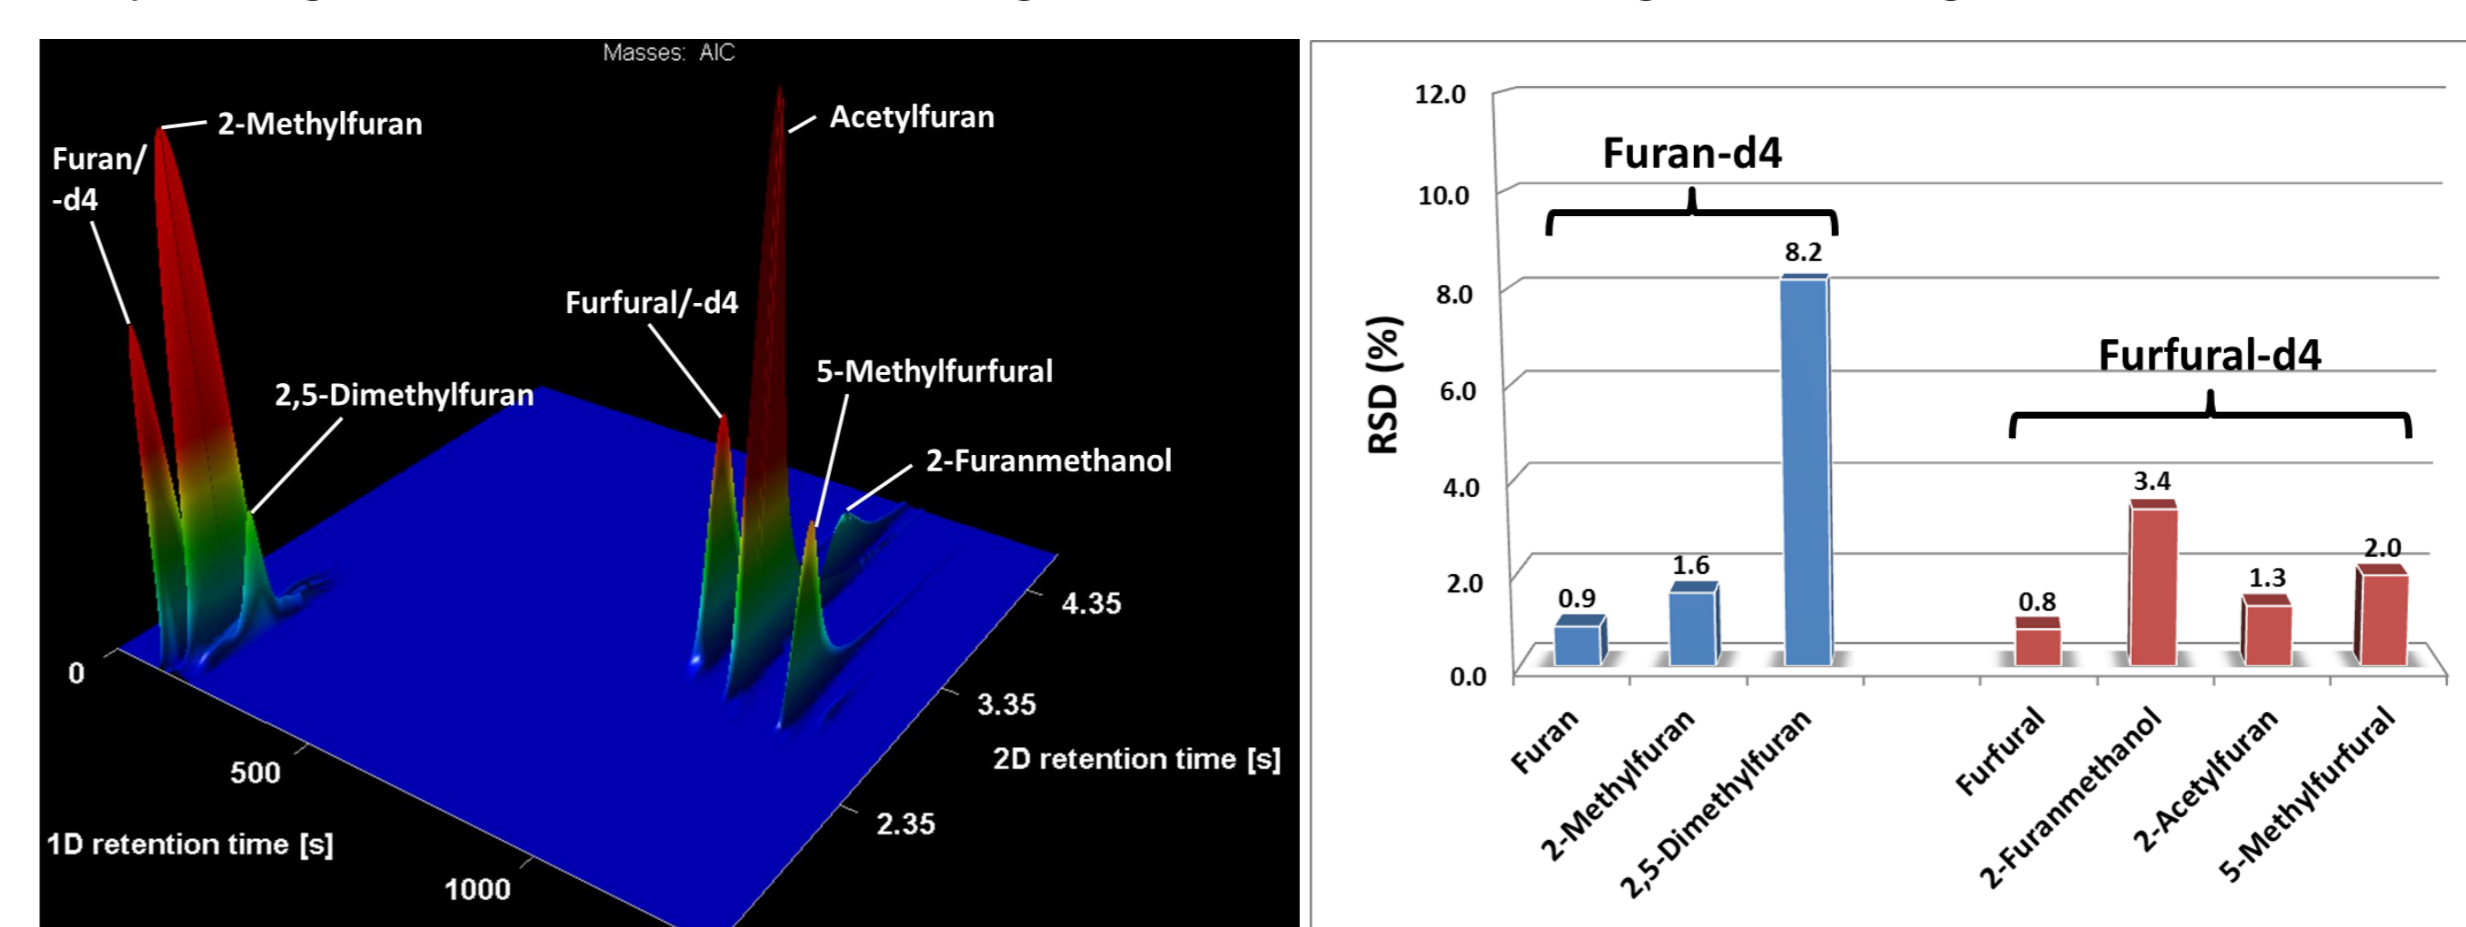 Masses: AIC
2-Methylfuran
Furan/
-d4
Acetylfuran
Furfural/-d4
5-Methylfurfural
2,5-Dimethylfuran
2-Furanmethanol
0
500
1000
1D retention time [s]
4.35
3.35
2.35
2D retention time [s]
12.0
10.0
8.0
6.0
4.0
2.0
0.0
RSD (%)
Furan-d4
Furfural-d4
0.9
1.6
8.2
0.8
3.4
1.3
2.0
Furan
2-Methylfuran
2,5-Dimethylfuran
Furfural
2-Furanmethanol
2-Acetylfuran
5-Methylfurfural